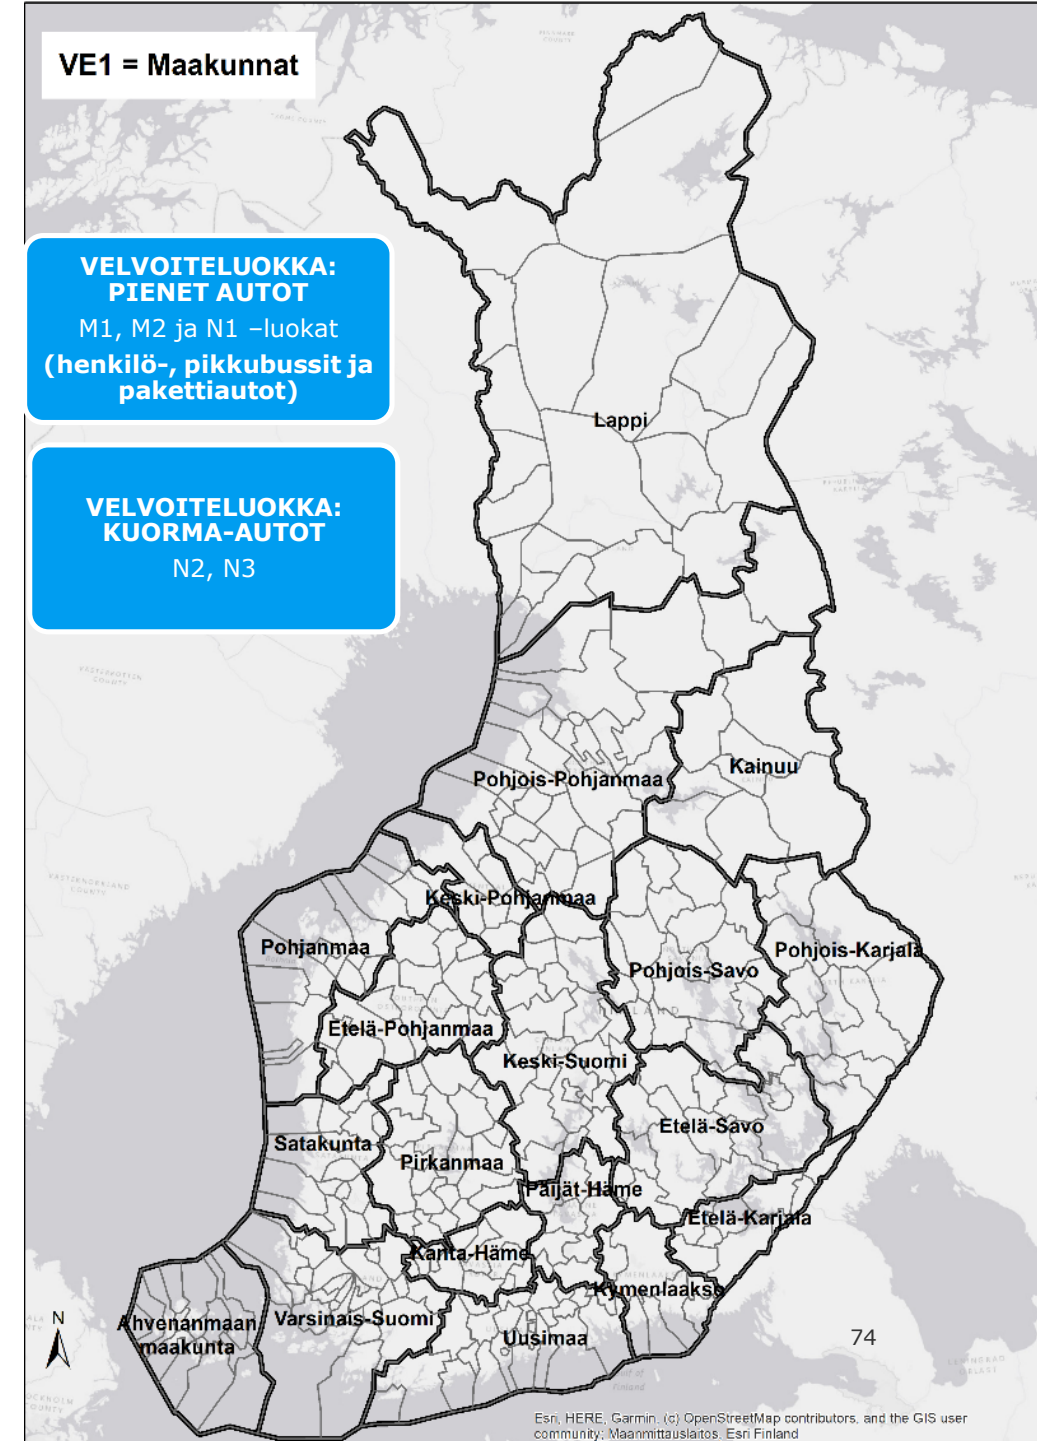 VE1 = Maakunnat
VELVOITELUOKKA:
PIENET AUTOT
M1, M2 ja N1 –luokat
(henkilö-, pikkubussit ja
pakettiautot)
VELVOITELUOKKA:
KUORMA-AUTOT
N2, N3
Lappi
Pohjois-Pohjanmaa
Kainuu
Keski-Pohjanmaa
Pohjanmaa
Pohjois-Savo
Pohjois-Karjala
Etelä-Pohjanmaa
Keski-Suomi
Satakunta
Pirkanmaa
Etelä-Savo
Päijät-Häme
Etelä-Karjala
Kanta-Häme
Kymenlaakso
Ahvenanmaan
maakunta
Varsinais-Suomi
Uusimaa
N
74
Esri, HERE, Garmin, (c) OpenStreetMap contributors, and the GIS user
community; Maanmittauslaitos, Esri Finland